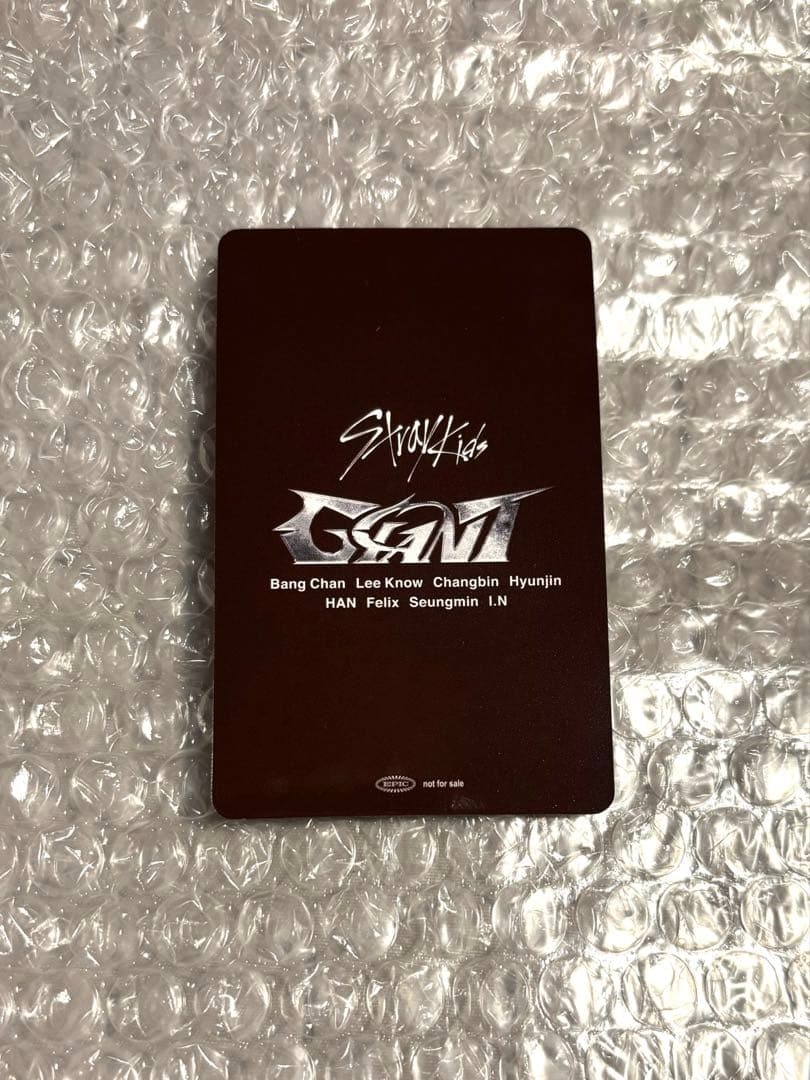 Stray Kids
GIANT
Bang Chan Lee Know Changbin Hyunjin
HAN Felix Seungmin I.N
EPIC not for sale